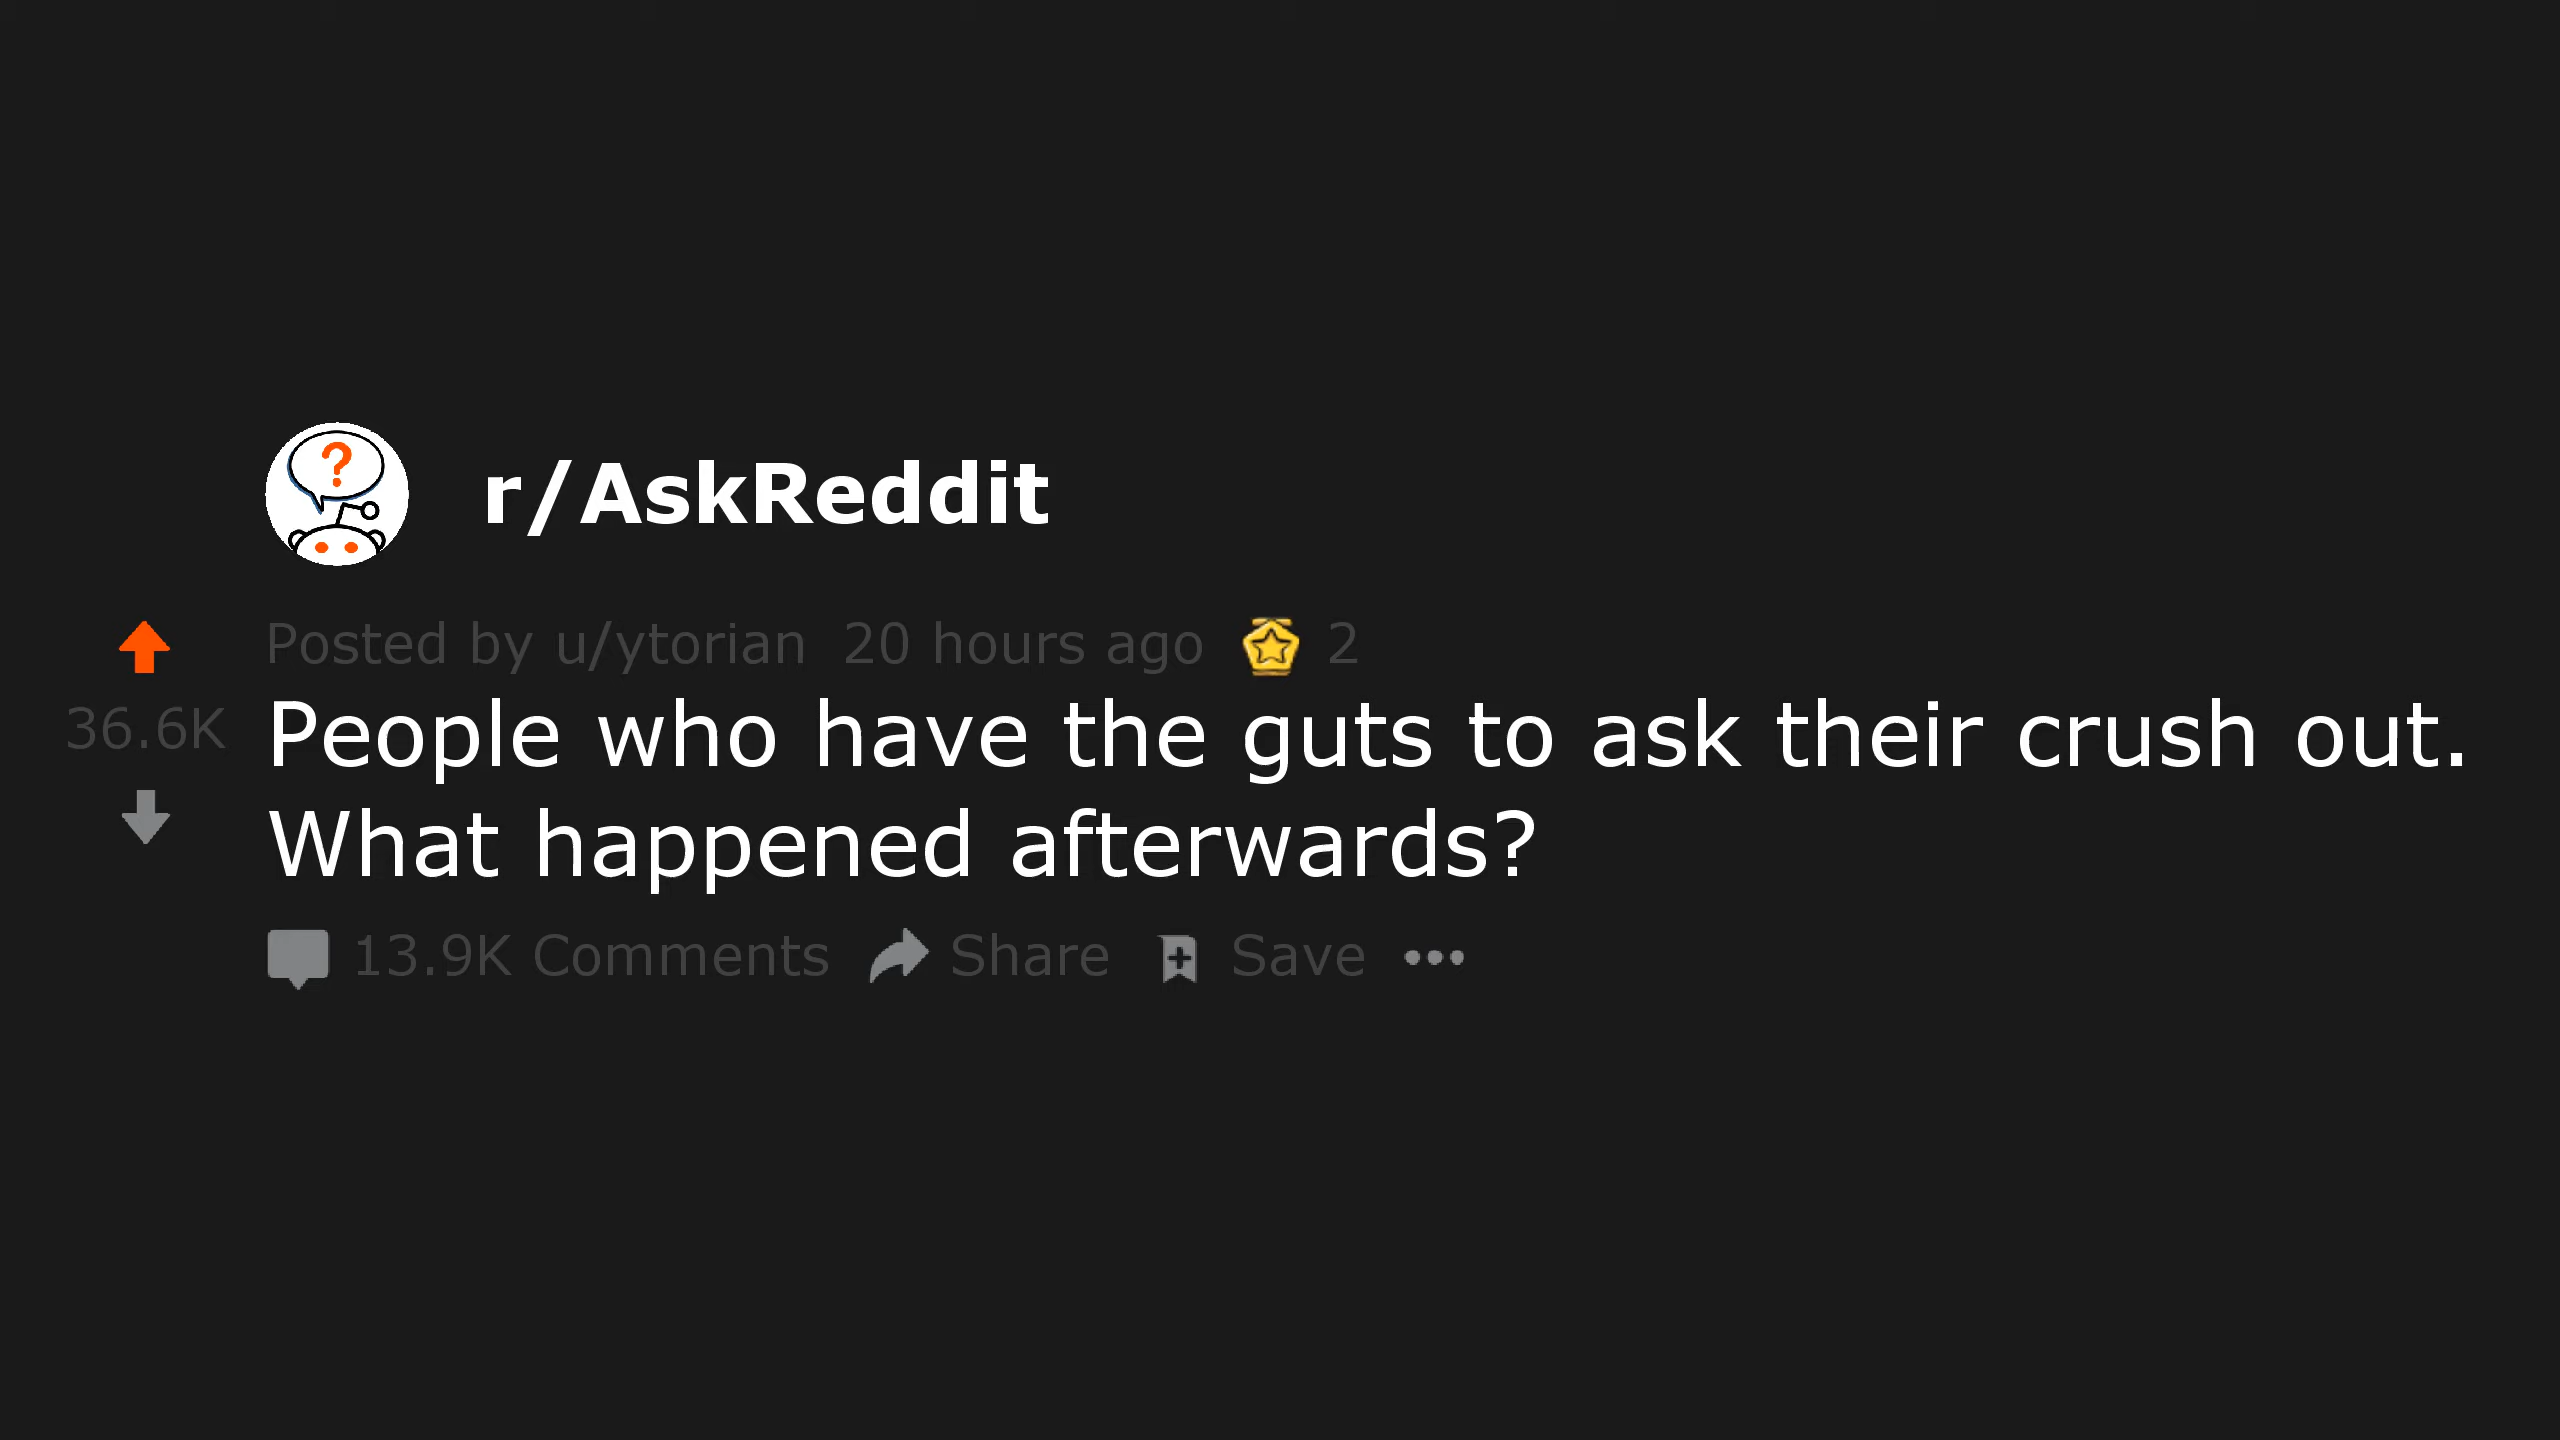 ?
r/AskReddit
Posted by u/ytorian 20 hours ago 2
36.6K
People who have the guts to ask their crush out.
What happened afterwards?
13.9K Comments Share Save •••